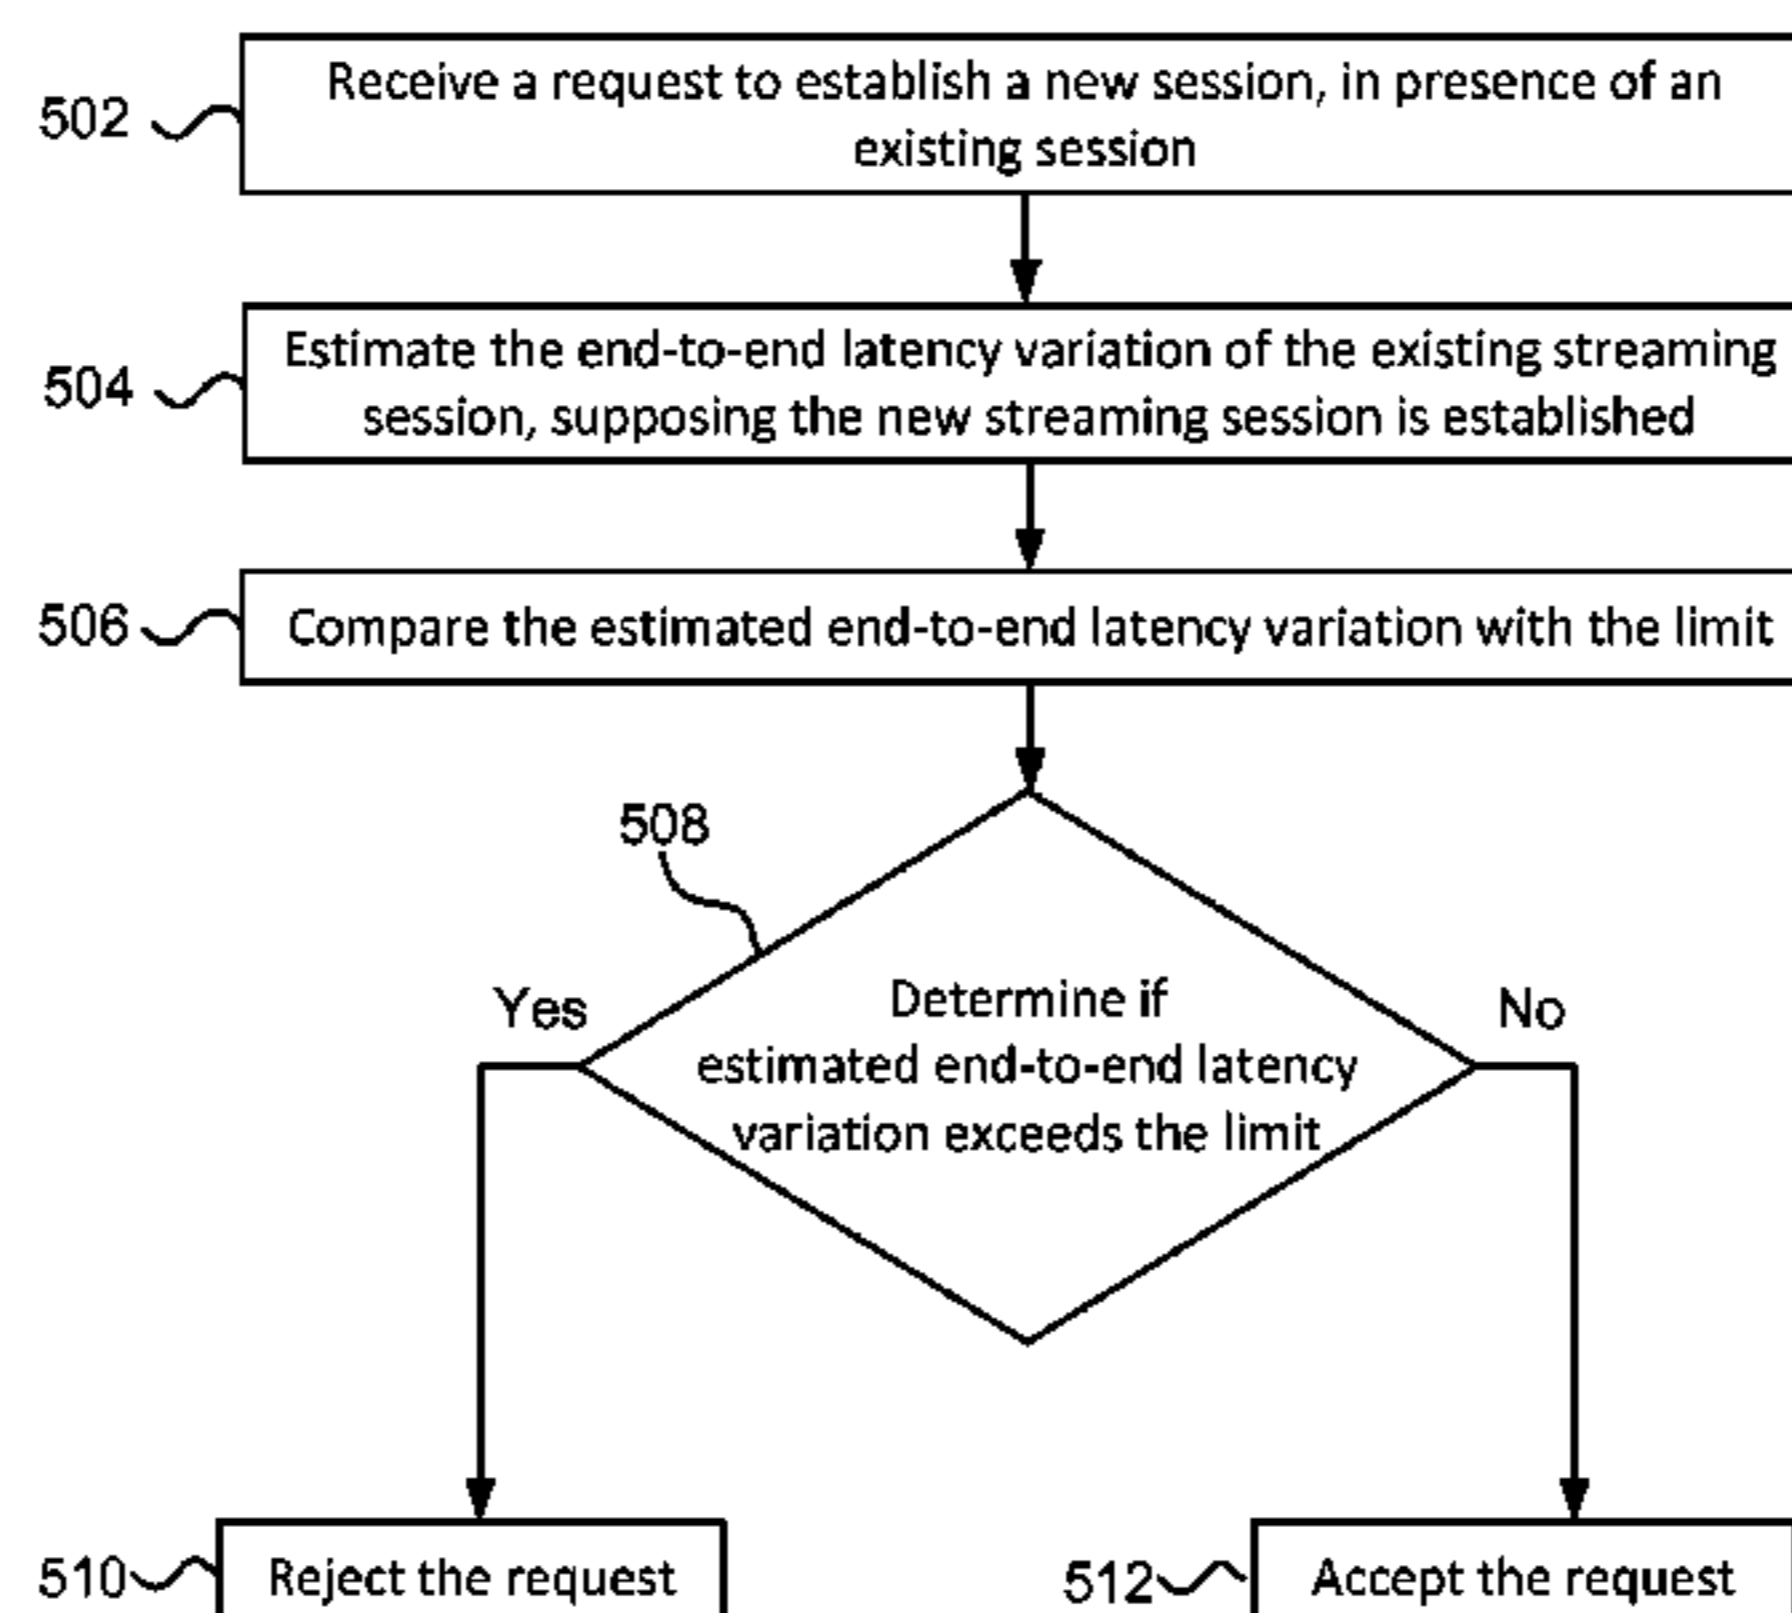 502
Receive a request to establish a new session, in presence of an
existing session
504
Estimate the end-to-end latency variation of the existing streaming
session, supposing the new streaming session is established
506
Compare the estimated end-to-end latency variation with the limit
508
Yes
No
Determine if
estimated end-to-end latency
variation exceeds the limit
510
Reject the request
512
Accept the request